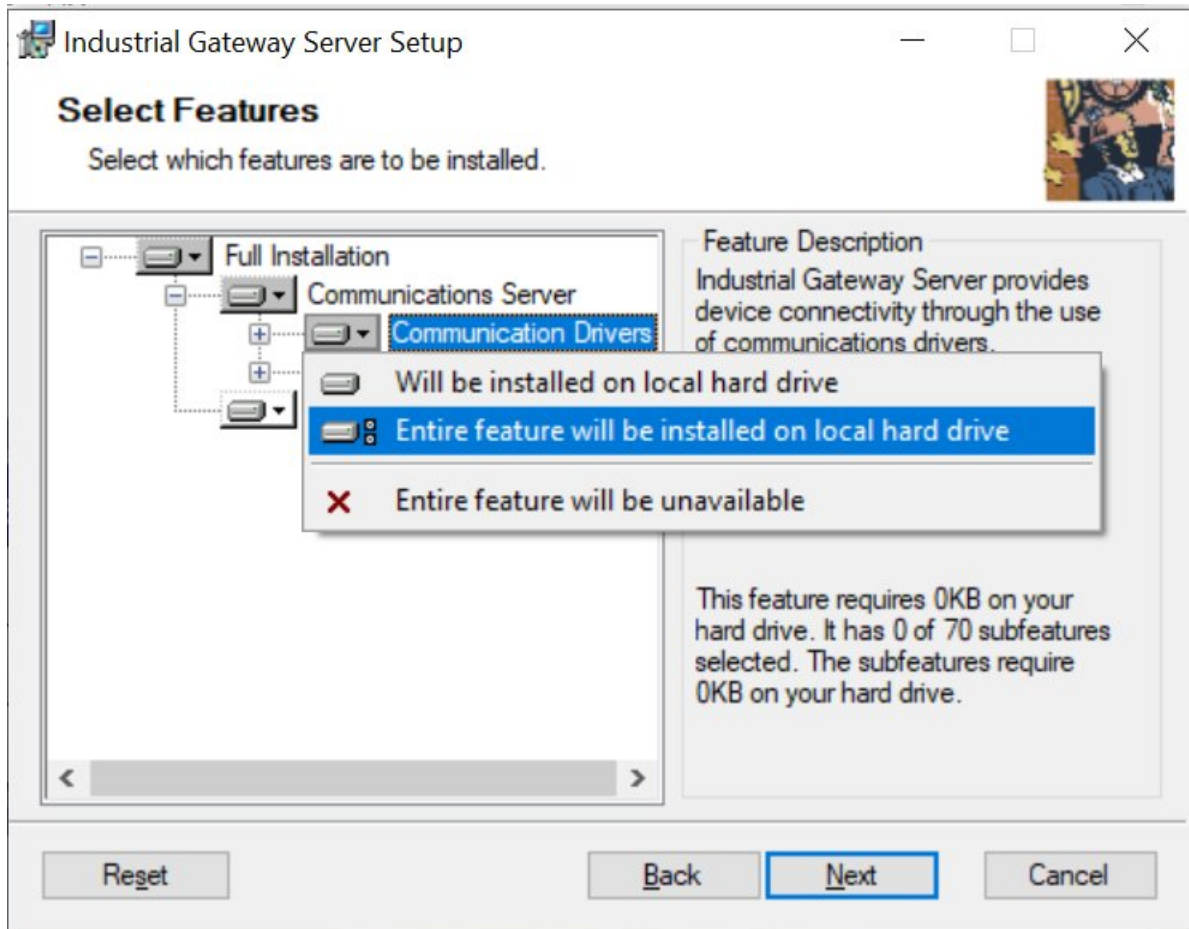 Industrial Gateway Server Setup
Select Features
Select which features are to be installed.
Full Installation
Communications Server
Communication Drivers
Feature Description
Industrial Gateway Server provides
device connectivity through the use
of communications drivers.
Will be installed on local hard drive
Entire feature will be installed on local hard drive
Entire feature will be unavailable
This feature requires 0KB on your
hard drive. It has 0 of 70 subfeatures
selected. The subfeatures require
0KB on your hard drive.
Reset
Back
Next
Cancel